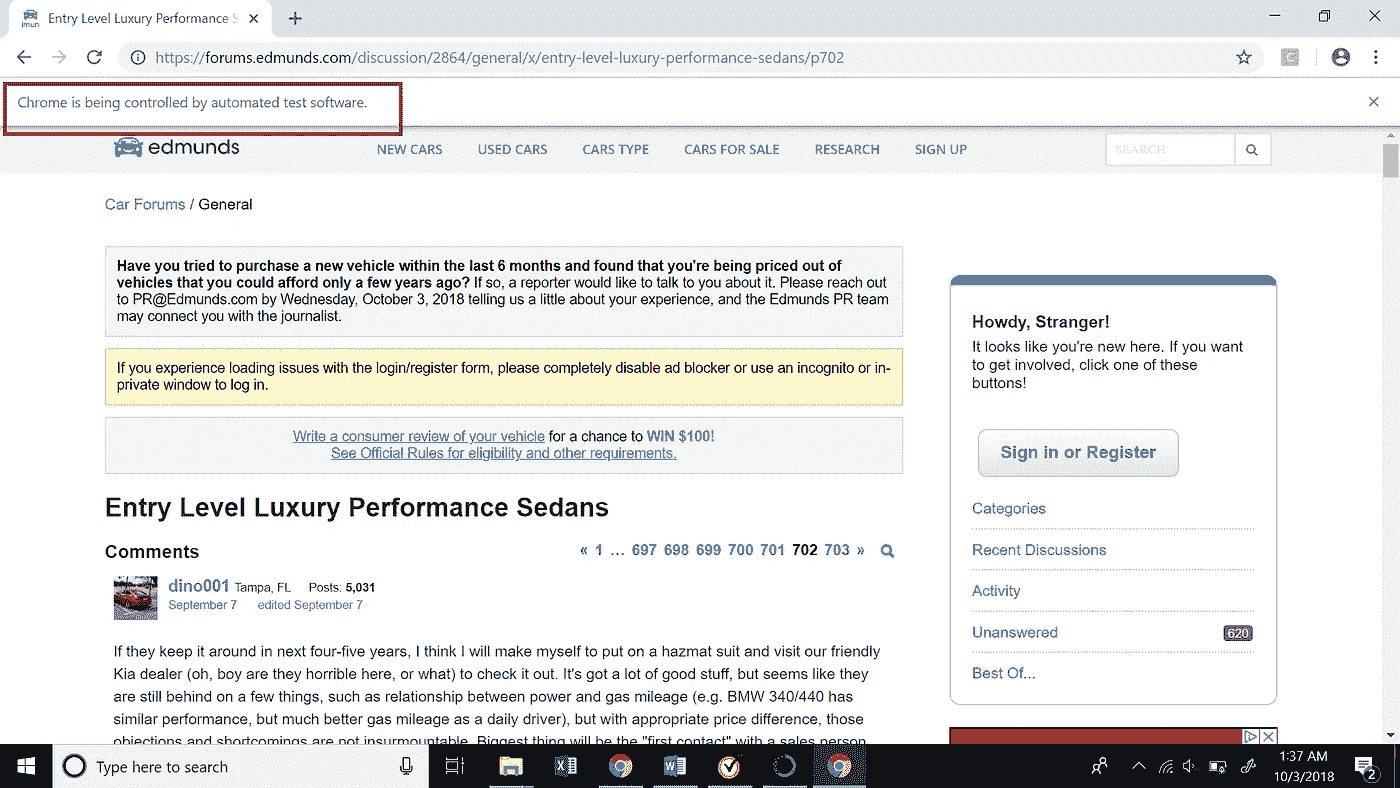 Entry Level Luxury Performance S
https://forums.edmunds.com/discussion/2864/general/x/entry-level-luxury-performance-sedans/p702
Chrome is being controlled by automated test software.
edmunds
NEW CARS USED CARS CARS TYPE CARS FOR SALE RESEARCH SIGN UP SEARCH
Car Forums / General
Have you tried to purchase a new vehicle within the last 6 months and found that you're being priced out of
vehicles that you could afford only a few years ago? If so, a reporter would like to talk to you about it. Please reach out
to PR@Edmunds.com by Wednesday, October 3, 2018 telling us a little about your experience, and the Edmunds PR team
may connect you with the journalist.
If you experience loading issues with the login/register form, please completely disable ad blocker or use an incognito or in-
private window to log in.
Write a consumer review of your vehicle for a chance to WIN $100!
See Official Rules for eligibility and other requirements.
Entry Level Luxury Performance Sedans
Comments
« 1 … 697 698 699 700 701 702 703 »
dino001 Tampa, FL Posts: 5,031
September 7 edited September 7
If they keep it around in next four-five years, I think I will make myself to put on a hazmat suit and visit our friendly
Kia dealer (oh, boy are they horrible here, or what) to check it out. It's got a lot of good stuff, but seems like they
are still behind on a few things, such as relationship between power and gas mileage (e.g. BMW 340/440 has
similar performance, but much better gas mileage as a daily driver), but with appropriate price difference, those
objections and shortcomings are not insurmountable. Biggest thing will be the "first contact" with a sales person
Howdy, Stranger!
It looks like you're new here. If you want
to get involved, click one of these
buttons!
Sign in or Register
Categories
Recent Discussions
Activity
Unanswered 620
Best Of...
Type here to search
1:37 AM
10/3/2018
2